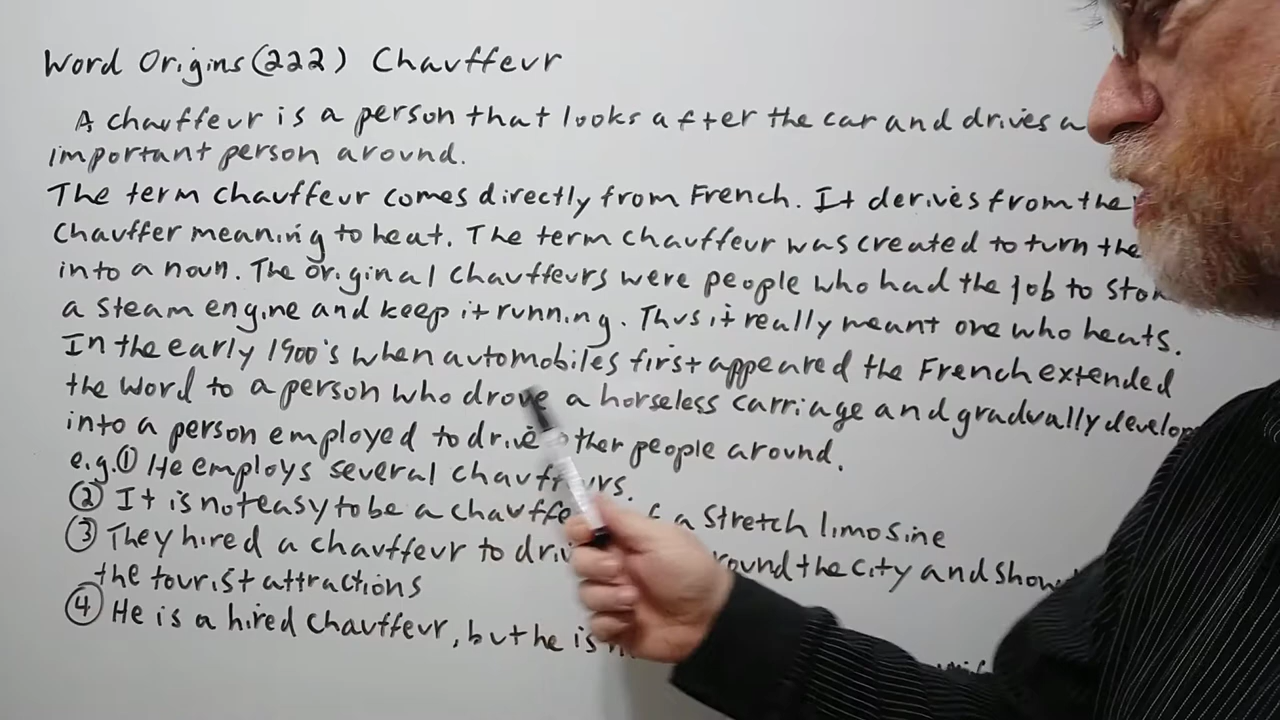 Word Origins (222) Chauffeur
A chauffeur is a person that looks after the car and drives a
important person around.
The term chauffeur comes directly from French. It derives from the
Chauffer meaning to heat. The term chauffeur was created to turn the
into a noun. The original chauffeurs were people who had the job to
a steam engine and keep it running. Thus it really meant one who heats.
In the early 1900's when automobiles first appeared the French extended
the word to a person who drove a horseless carriage and gradually
into a person employed to drive other people around.
e.g. ① He employs several chauffeurs.
② It is not easy to be a a stretch limosine
③ They hired a chauffeur to the city and
the tourist attractions
④ He is a hired chauffeur, but he is